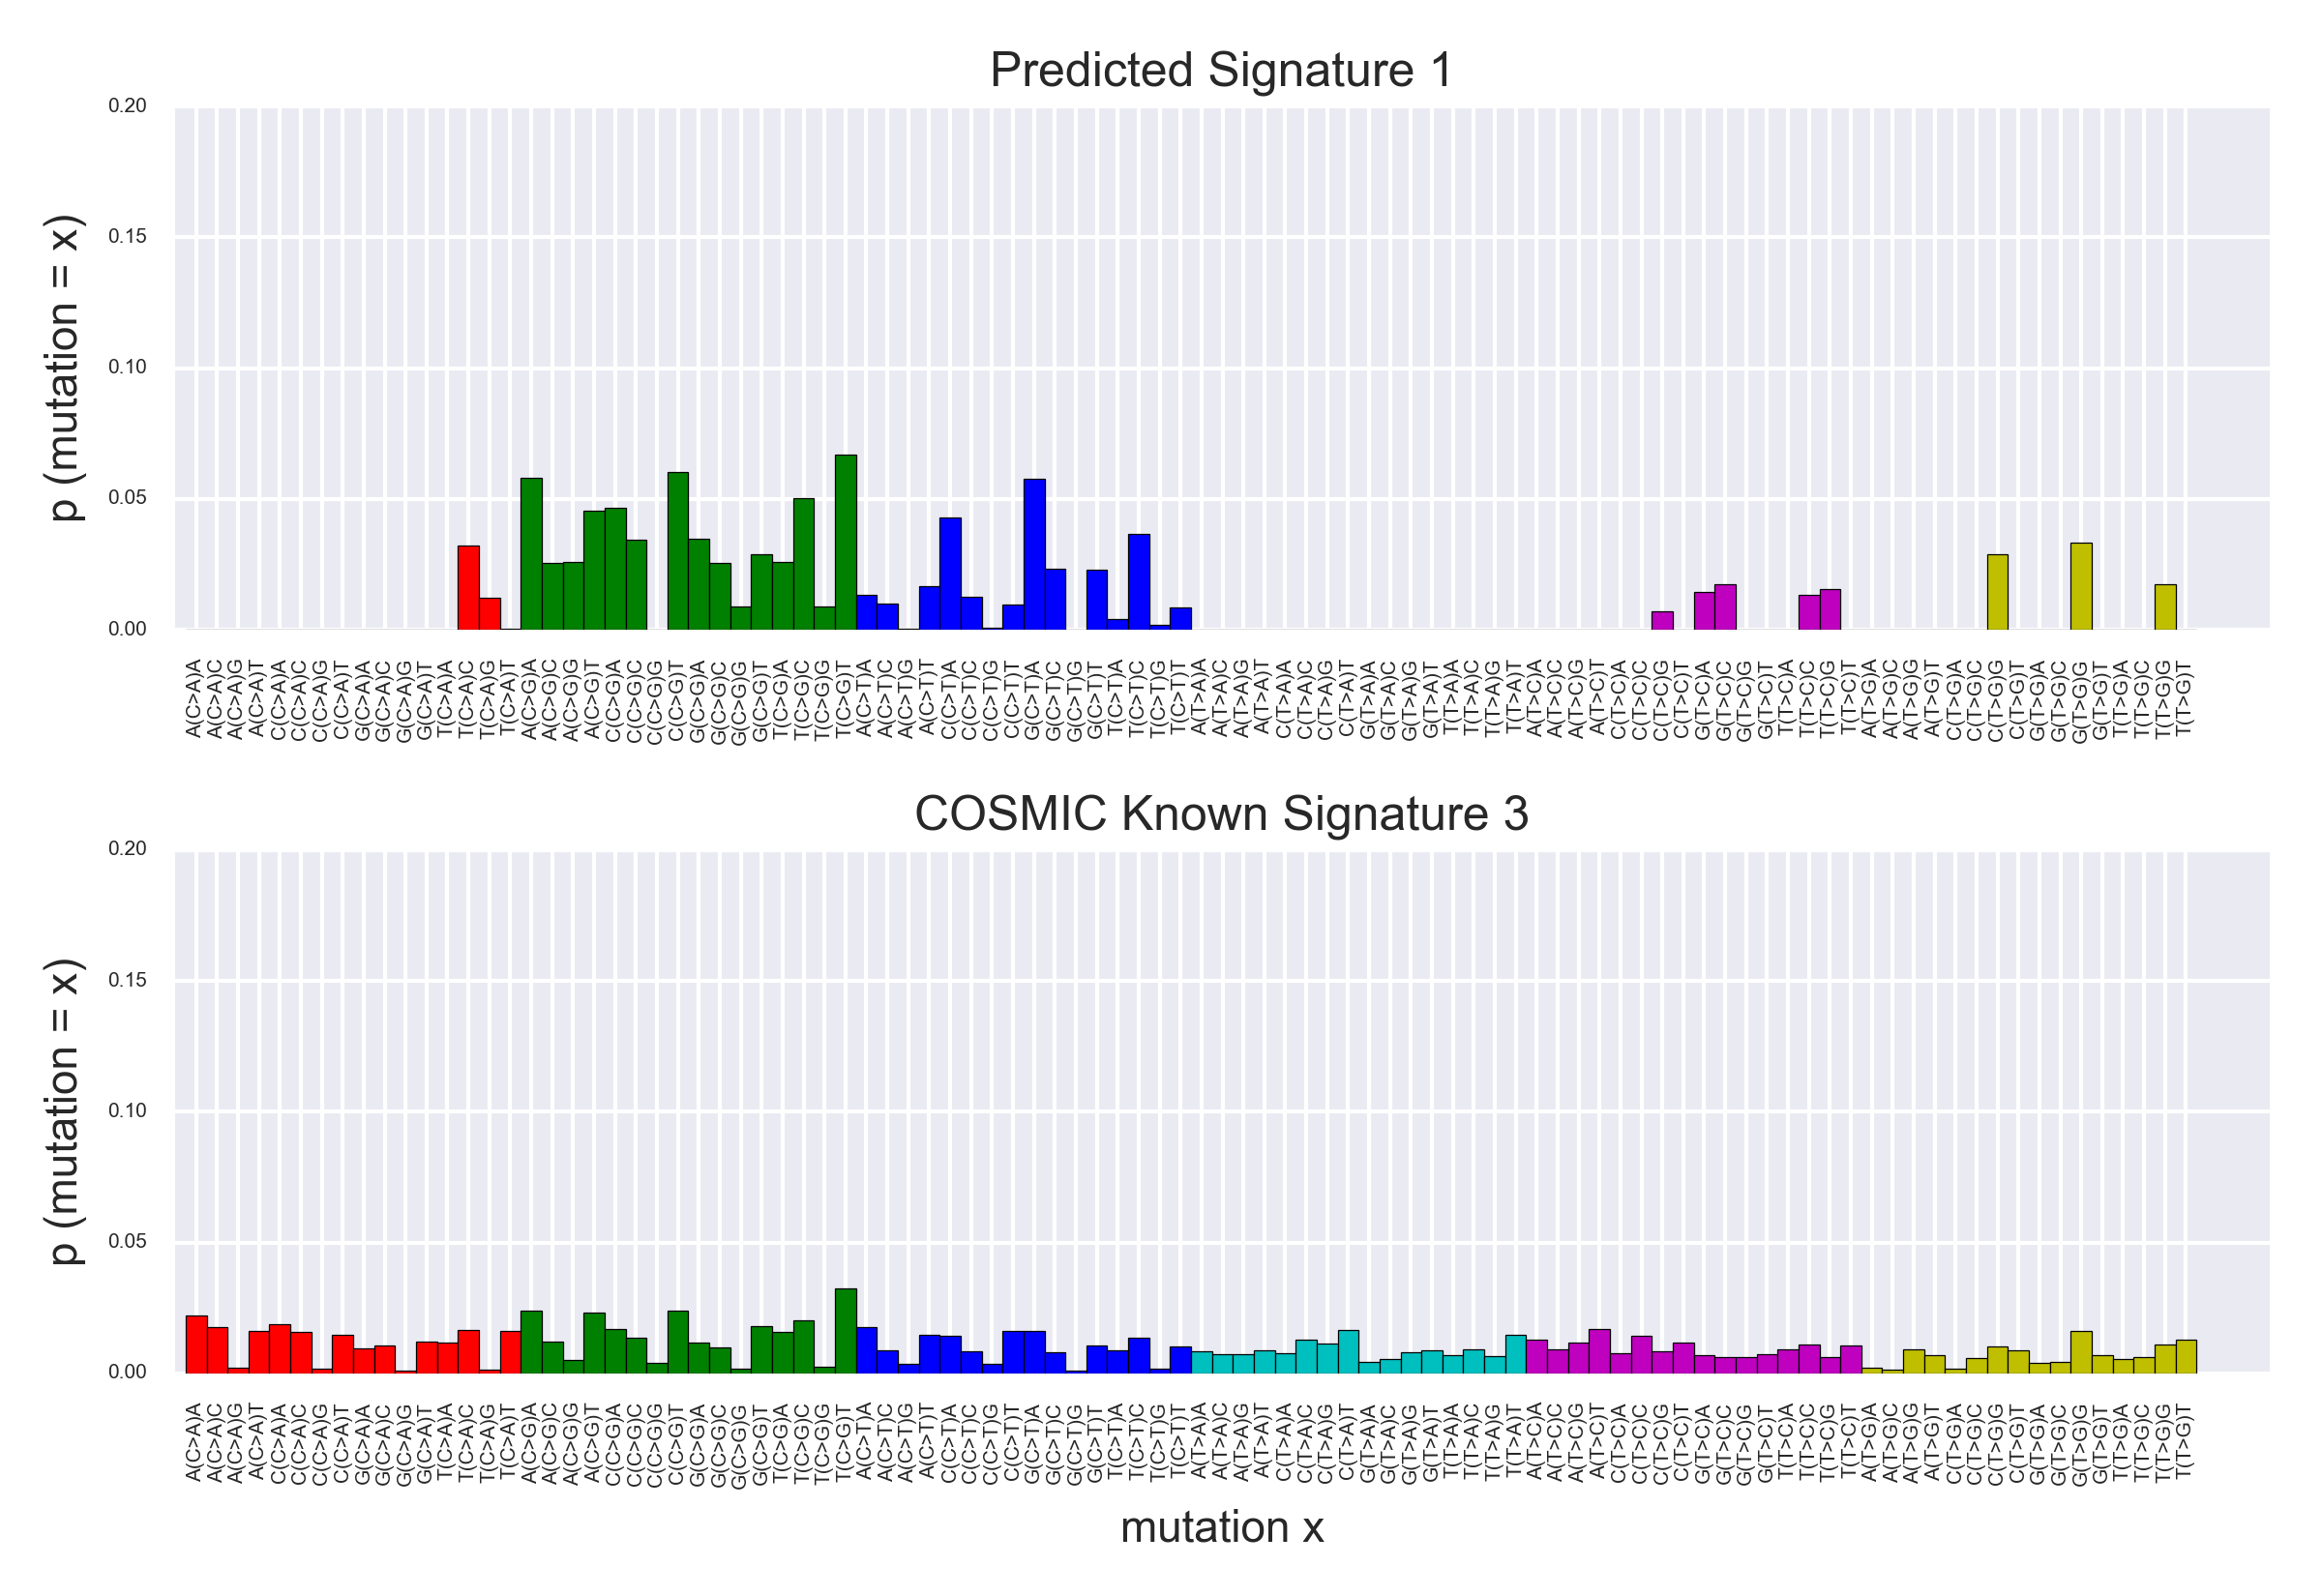 Predicted Signature 1
0.20
0.15
0.10
0.05
0.00
p (mutation = x)
A(C>A)A A(C>A)C A(C>A)G A(C>A)T C(C>A)A C(C>A)C C(C>A)G C(C>A)T G(C>A)A G(C>A)C G(C>A)G G(C>A)T T(C>A)A T(C>A)C T(C>A)G T(C>A)T A(C>G)A A(C>G)C A(C>G)G A(C>G)T C(C>G)A C(C>G)C C(C>G)G C(C>G)T G(C>G)A G(C>G)C G(C>G)G G(C>G)T T(C>G)A T(C>G)C T(C>G)G T(C>G)T A(C>T)A A(C>T)C A(C>T)G A(C>T)T C(C>T)A C(C>T)C C(C>T)G C(C>T)T G(C>T)A G(C>T)C G(C>T)G G(C>T)T T(C>T)A T(C>T)C T(C>T)G T(C>T)T A(T>A)A A(T>A)C A(T>A)G A(T>A)T C(T>A)A C(T>A)C C(T>A)G C(T>A)T G(T>A)A G(T>A)C G(T>A)G G(T>A)T T(T>A)A T(T>A)C T(T>A)G T(T>A)T A(T>C)A A(T>C)C A(T>C)G A(T>C)T C(T>C)A C(T>C)C C(T>C)G C(T>C)T G(T>C)A G(T>C)C G(T>C)G G(T>C)T T(T>C)A T(T>C)C T(T>C)G T(T>C)T A(T>G)A A(T>G)C A(T>G)G A(T>G)T C(T>G)A C(T>G)C C(T>G)G C(T>G)T G(T>G)A G(T>G)C G(T>G)G G(T>G)T T(T>G)A T(T>G)C T(T>G)G T(T>G)T
COSMIC Known Signature 3
0.20
0.15
0.10
0.05
0.00
p (mutation = x)
A(C>A)A A(C>A)C A(C>A)G A(C>A)T C(C>A)A C(C>A)C C(C>A)G C(C>A)T G(C>A)A G(C>A)C G(C>A)G G(C>A)T T(C>A)A T(C>A)C T(C>A)G T(C>A)T A(C>G)A A(C>G)C A(C>G)G A(C>G)T C(C>G)A C(C>G)C C(C>G)G C(C>G)T G(C>G)A G(C>G)C G(C>G)G G(C>G)T T(C>G)A T(C>G)C T(C>G)G T(C>G)T A(C>T)A A(C>T)C A(C>T)G A(C>T)T C(C>T)A C(C>T)C C(C>T)G C(C>T)T G(C>T)A G(C>T)C G(C>T)G G(C>T)T T(C>T)A T(C>T)C T(C>T)G T(C>T)T A(T>A)A A(T>A)C A(T>A)G A(T>A)T C(T>A)A C(T>A)C C(T>A)G C(T>A)T G(T>A)A G(T>A)C G(T>A)G G(T>A)T T(T>A)A T(T>A)C T(T>A)G T(T>A)T A(T>C)A A(T>C)C A(T>C)G A(T>C)T C(T>C)A C(T>C)C C(T>C)G C(T>C)T G(T>C)A G(T>C)C G(T>C)G G(T>C)T T(T>C)A T(T>C)C T(T>C)G T(T>C)T A(T>G)A A(T>G)C A(T>G)G A(T>G)T C(T>G)A C(T>G)C C(T>G)G C(T>G)T G(T>G)A G(T>G)C G(T>G)G G(T>G)T T(T>G)A T(T>G)C T(T>G)G T(T>G)T
mutation x